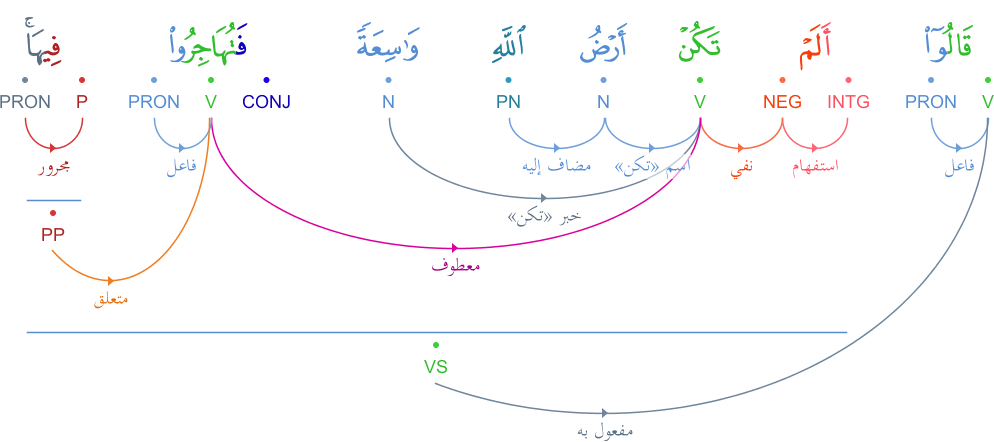 قَالُوٓا۟ أَلَمْ تَكُنْ أَرْضُ ٱللَّهِ وَٰسِعَةً فَتُهَاجِرُوا۟ فِيهَا ۚ
V PRON INTG NEG V N PN N CONJ V PRON P PRON
فاعل استفهام نفي اسم «تكن» مضاف إليه فاعل مجرور
خبر «تكن»
PP
معطوف
متعلق
VS
مفعول به